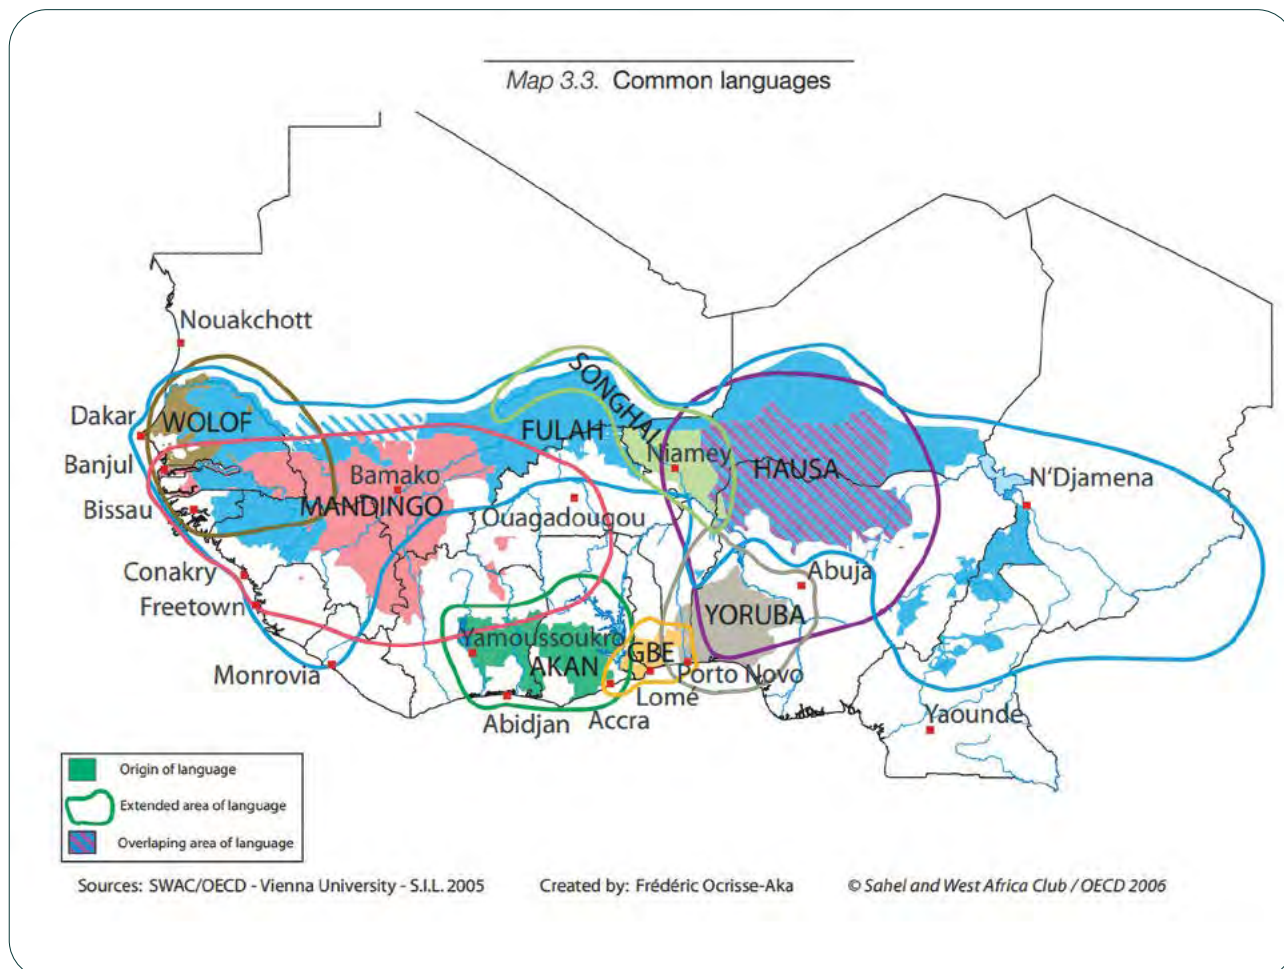 Map 3.3. Common languages
Nouakchott
SONGHAI
Dakar
WOLOF
FULAH
Niamey
HAUSA
Banjul
Bamako
N'Djamena
Bissau
MANDINGO
Ouagadougou
Conakry
Abuja
Freetown
YORUBA
Yamoussoukro
GBE
AKAN
Monrovia
Porto Novo
Lomé
Abidjan
Accra
Yaounde
Origin of language
Extended area of language
Overlaping area of language
Sources: SWAC/OECD - Vienna University - S.I.L. 2005
Created by: Frédéric Ocrisse-Aka
© Sahel and West Africa Club / OECD 2006